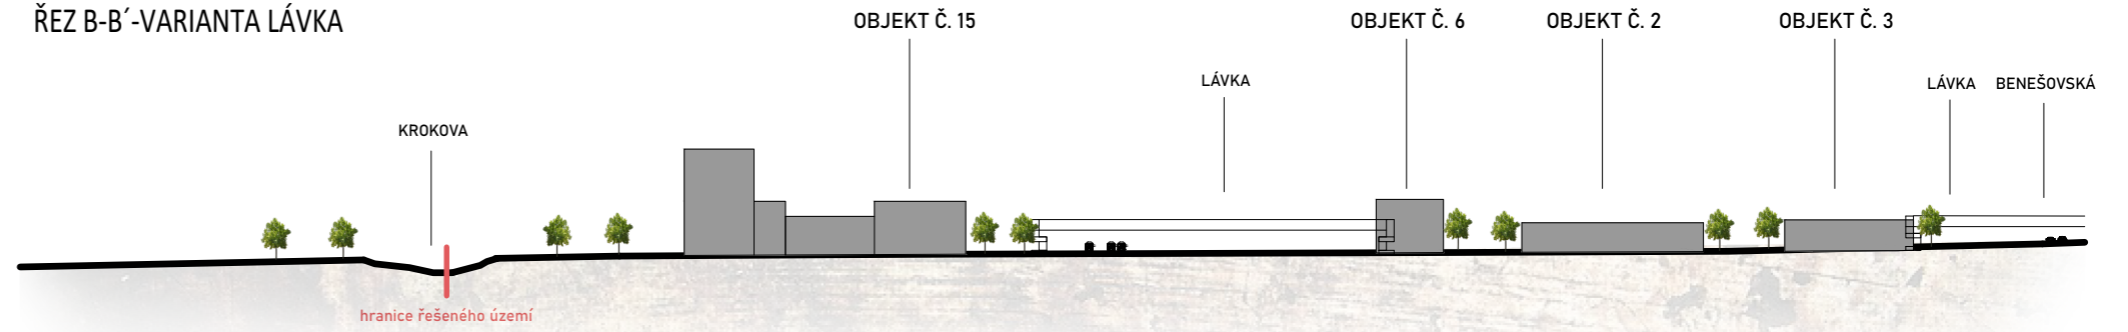 ŘEZ B-B´-VARIANTA LÁVKA
OBJEKT Č. 15
OBJEKT Č. 6
OBJEKT Č. 2
OBJEKT Č. 3
LÁVKA
LÁVKA
BENEŠOVSKÁ
KROKOVA
hranice řešeného území